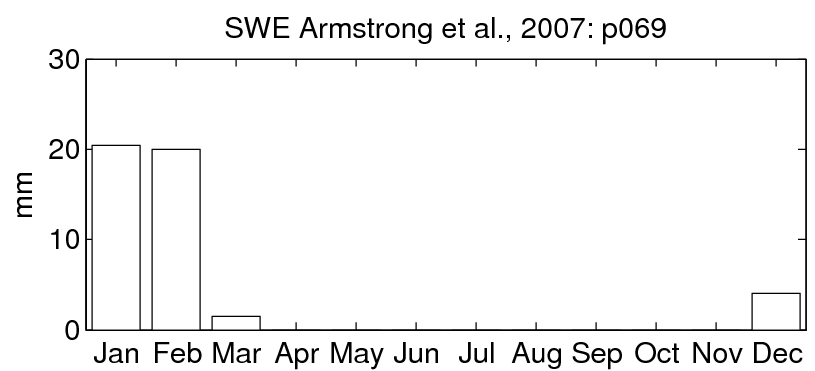 SWE Armstrong et al., 2007: p069
30
20
10
0
mm
Jan Feb Mar Apr May Jun Jul Aug Sep Oct Nov Dec